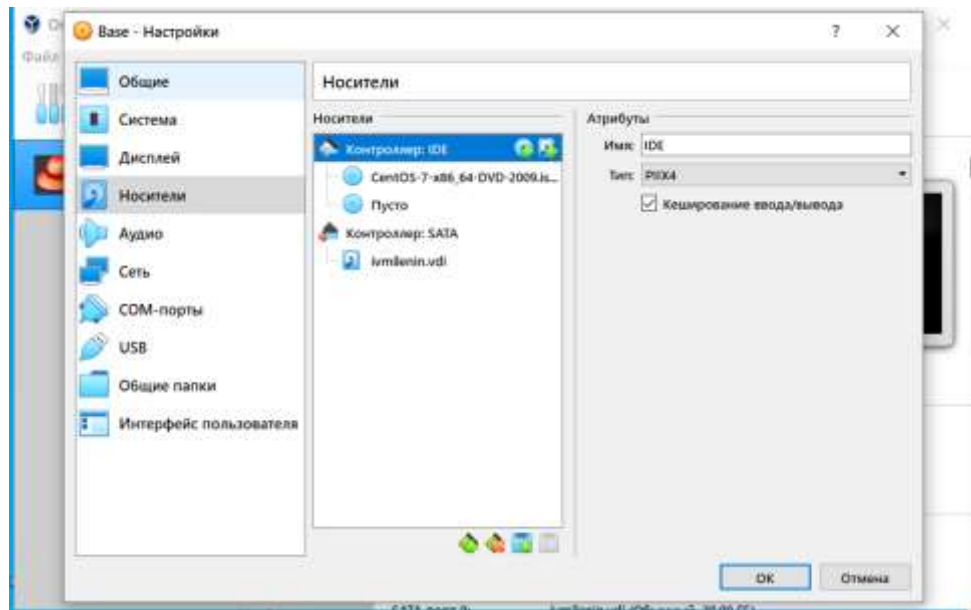 Base - Настройки
?
Файл
Общие
Система
Дисплей
Носители
Аудио
Сеть
COM-порты
USB
Общие папки
Интерфейс пользователя
Носители
Носители
Контроллер: IDE
CentOS-7-x86_64-DVD-2009.is...
Пусто
Контроллер: SATA
ivmilenin.vdi
Атрибуты
Имя: IDE
Тип: PIIX4
Кеширование ввода/вывода
OK
Отмена